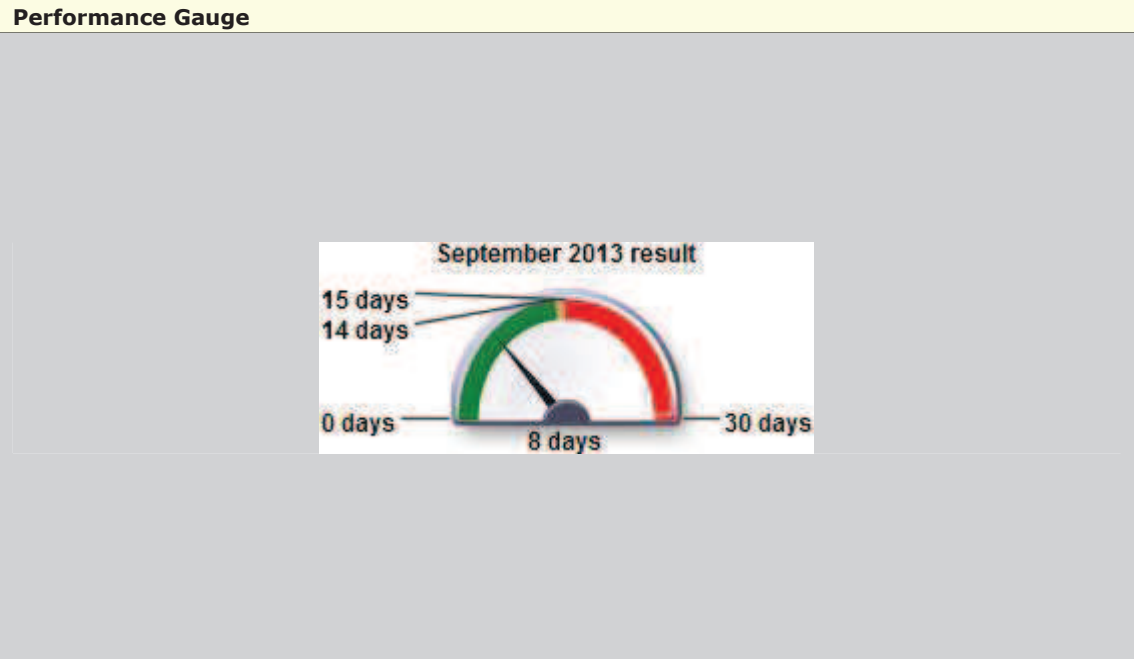 Performance Gauge
September 2013 result
15 days
14 days
0 days
30 days
8 days